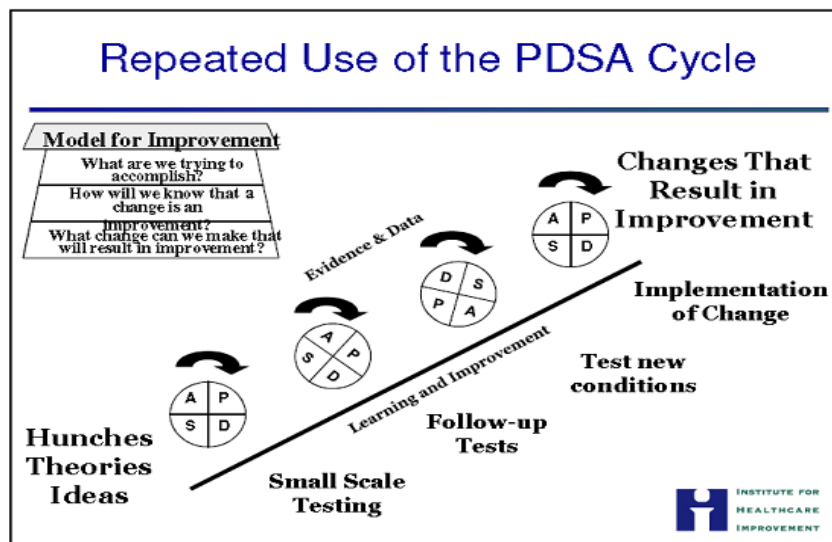 Repeated Use of the PDSA Cycle
Model for Improvement
What are we trying to
accomplish?
How will we know that a
change is an
improvement?
What change can we make that
will result in improvement?
Changes That
Result in
Improvement
Evidence & Data
A P
S D
D S
P A
A P
S D
A P
S D
Learning and Improvement
Implementation
of Change
Test new
conditions
Follow-up
Tests
Small Scale
Testing
Hunches
Theories
Ideas
INSTITUTE FOR
HEALTHCARE
IMPROVEMENT